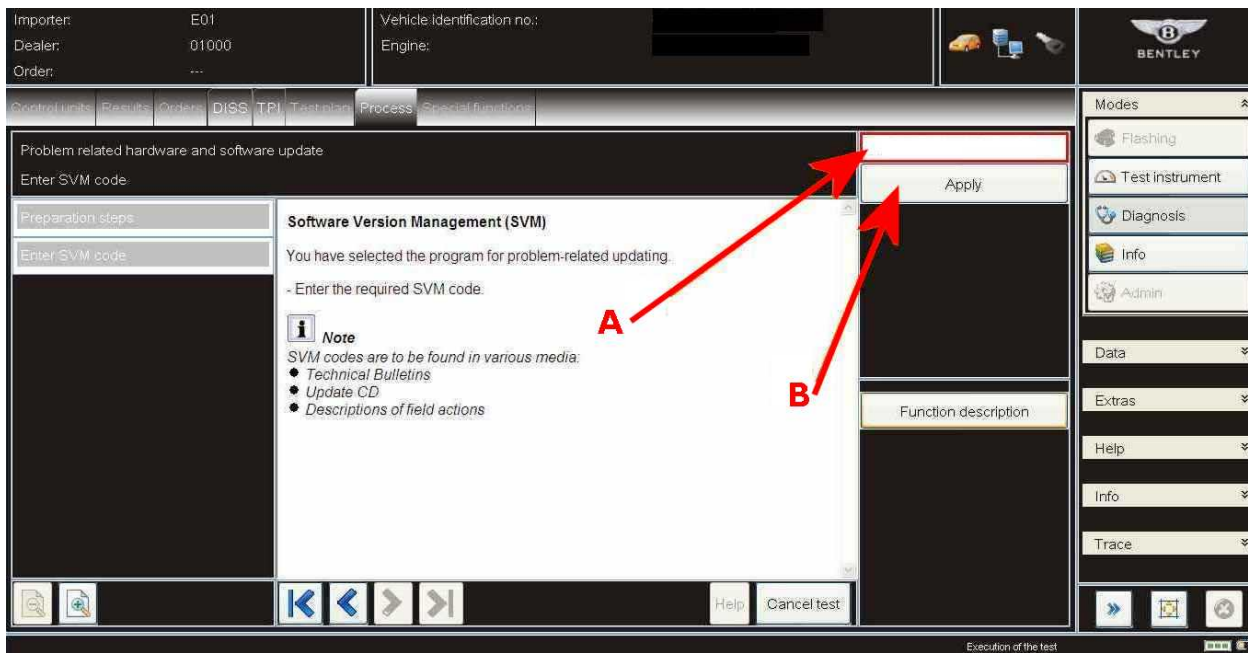 Importer: E01
Dealer: 01000
Order: ---
Vehicle identification no.:
Engine:
BENTLEY
Control units Results Orders DISS TPI Test plan Process Special functions
Problem related hardware and software update
Enter SVM code
Apply
Preparation steps
Enter SVM code
Software Version Management (SVM)
You have selected the program for problem-related updating.
- Enter the required SVM code.
Note
SVM codes are to be found in various media:
Technical Bulletins
Update CD
Descriptions of field actions
A
B
Function description
Help
Cancel test
Modes
Flashing
Test instrument
Diagnosis
Info
Admin
Data
Extras
Help
Info
Trace
Execution of the test